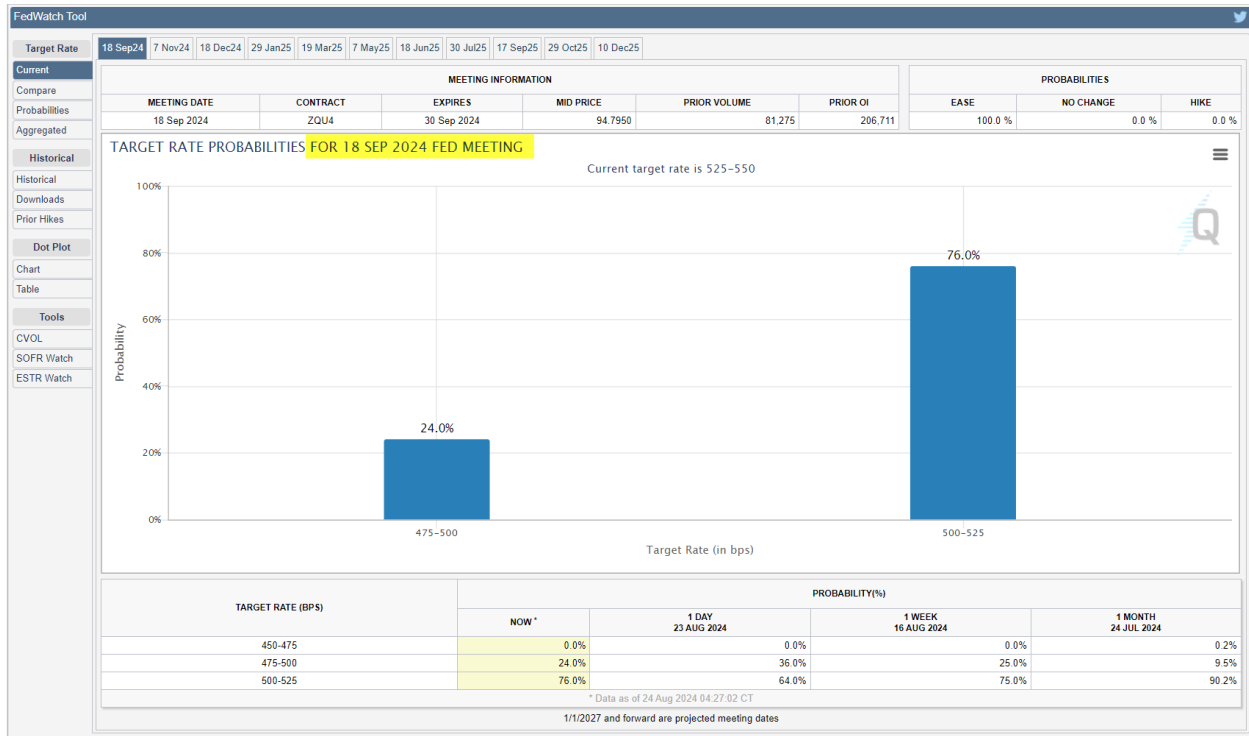 FedWatch Tool
Target Rate
Current
Compare
Probabilities
Aggregated
Historical
Historical
Downloads
Prior Hikes
Dot Plot
Chart
Table
Tools
CVOL
SOFR Watch
ESTR Watch
18 Sep24 7 Nov24 18 Dec24 29 Jan25 19 Mar25 7 May25 18 Jun25 30 Jul25 17 Sep25 29 Oct25 10 Dec25
MEETING INFORMATION
MEETING DATE CONTRACT EXPIRES MID PRICE PRIOR VOLUME PRIOR OI
18 Sep 2024 ZQU4 30 Sep 2024 94.7950 81,275 206,711
PROBABILITIES
EASE NO CHANGE HIKE
100.0 % 0.0 % 0.0 %
TARGET RATE PROBABILITIES FOR 18 SEP 2024 FED MEETING
Current target rate is 525-550
Q
Probability
100%
80%
60%
40%
20%
0%
24.0%
76.0%
475-500 500-525
Target Rate (in bps)
TARGET RATE (BPS) PROBABILITY(%)
NOW * 1 DAY 1 WEEK 1 MONTH
23 AUG 2024 16 AUG 2024 24 JUL 2024
450-475 0.0% 0.0% 0.0% 0.2%
475-500 24.0% 36.0% 25.0% 9.5%
500-525 76.0% 64.0% 75.0% 90.2%
* Data as of 24 Aug 2024 04:27:02 CT
1/1/2027 and forward are projected meeting dates